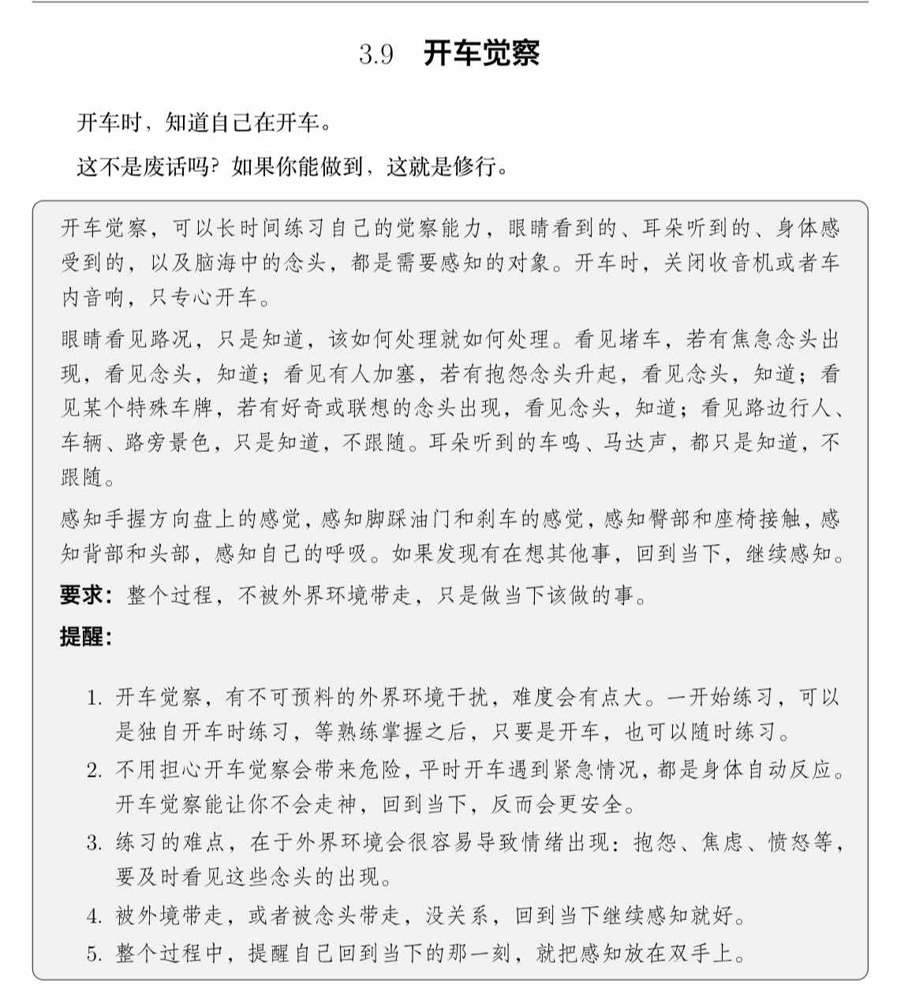 3.9 开车觉察
开车时，知道自己在开车。
这不是废话吗？如果你能做到，这就是修行。
开车觉察，可以长时间练习自己的觉察能力，眼睛看到的、耳朵听到的、身体感
受到的，以及脑海中的念头，都是需要感知的对象。开车时，关闭收音机或者车
内音响，只专心开车。
眼睛看见路况，只是知道，该如何处理就如何处理。看见堵车，若有焦急念头出
现，看见念头，知道；看见有人加塞，若有抱怨念头升起，看见念头，知道；看
见某个特殊车牌，若有好奇或联想的念头出现，看见念头，知道；看见路边行人、
车辆、路旁景色，只是知道，不跟随。耳朵听到的车鸣、马达声，都只是知道，不
跟随。
感知手握方向盘上的感觉，感知脚踩油门和刹车的感觉，感知臀部和座椅接触，感
知背部和头部，感知自己的呼吸。如果发现有在想其他事，回到当下，继续感知。
要求：整个过程，不被外界环境带走，只是做当下该做的事。
提醒：
1. 开车觉察，有不可预料的外界环境干扰，难度会有点大。一开始练习，可以
是独自开车时练习，等熟练掌握之后，只要是开车，也可以随时练习。
2. 不用担心开车觉察会带来危险，平时开车遇到紧急情况，都是身体自动反应。
开车觉察能让你不会走神，回到当下，反而会更安全。
3. 练习的难点，在于外界环境会很容易导致情绪出现：抱怨、焦虑、愤怒等，
要及时看见这些念头的出现。
4. 被外境带走，或者被念头带走，没关系，回到当下继续感知就好。
5. 整个过程中，提醒自己回到当下的那一刻，就把感知放在双手上。